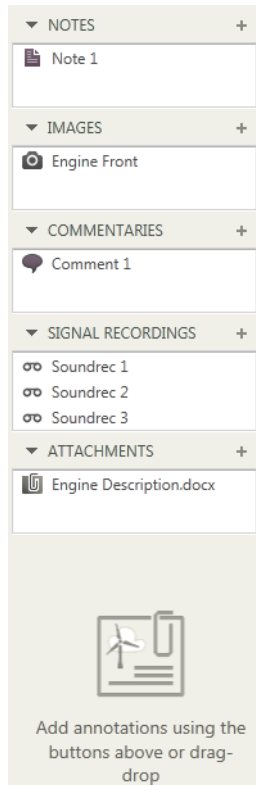 NOTES +
Note 1
IMAGES +
Engine Front
COMMENTARIES +
Comment 1
SIGNAL RECORDINGS +
Soundrec 1
Soundrec 2
Soundrec 3
ATTACHMENTS +
Engine Description.docx
Add annotations using the
buttons above or drag-
drop